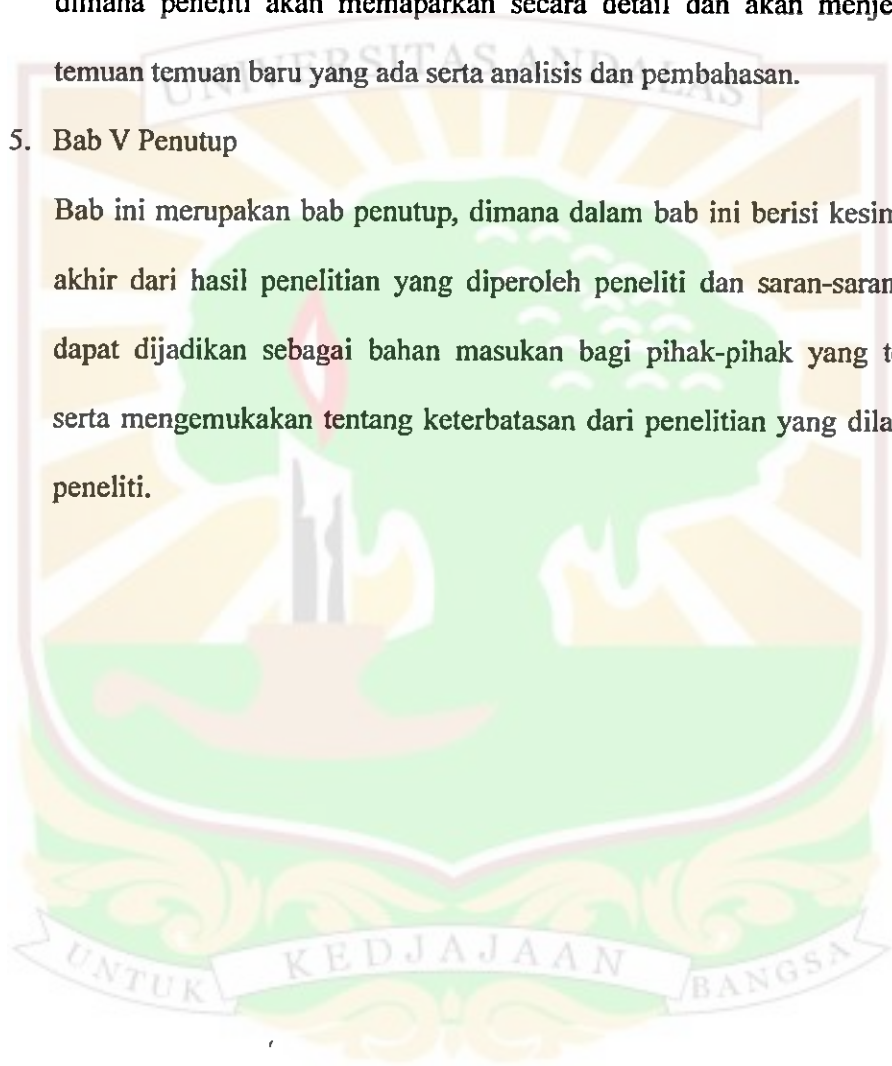 dimana peneliti akan memaparkan secara detail dan akan menje
UNIVERSITAS ANDALAS
temuan temuan baru yang ada serta analisis dan pembahasan.
5. Bab V Penutup
Bab ini merupakan bab penutup, dimana dalam bab ini berisi kesin
akhir dari hasil penelitian yang diperoleh peneliti dan saran-saran
dapat dijadikan sebagai bahan masukan bagi pihak-pihak yang t
serta mengemukakan tentang keterbatasan dari penelitian yang dila
peneliti.
UNTUK KEDJAJAAN BANGSA